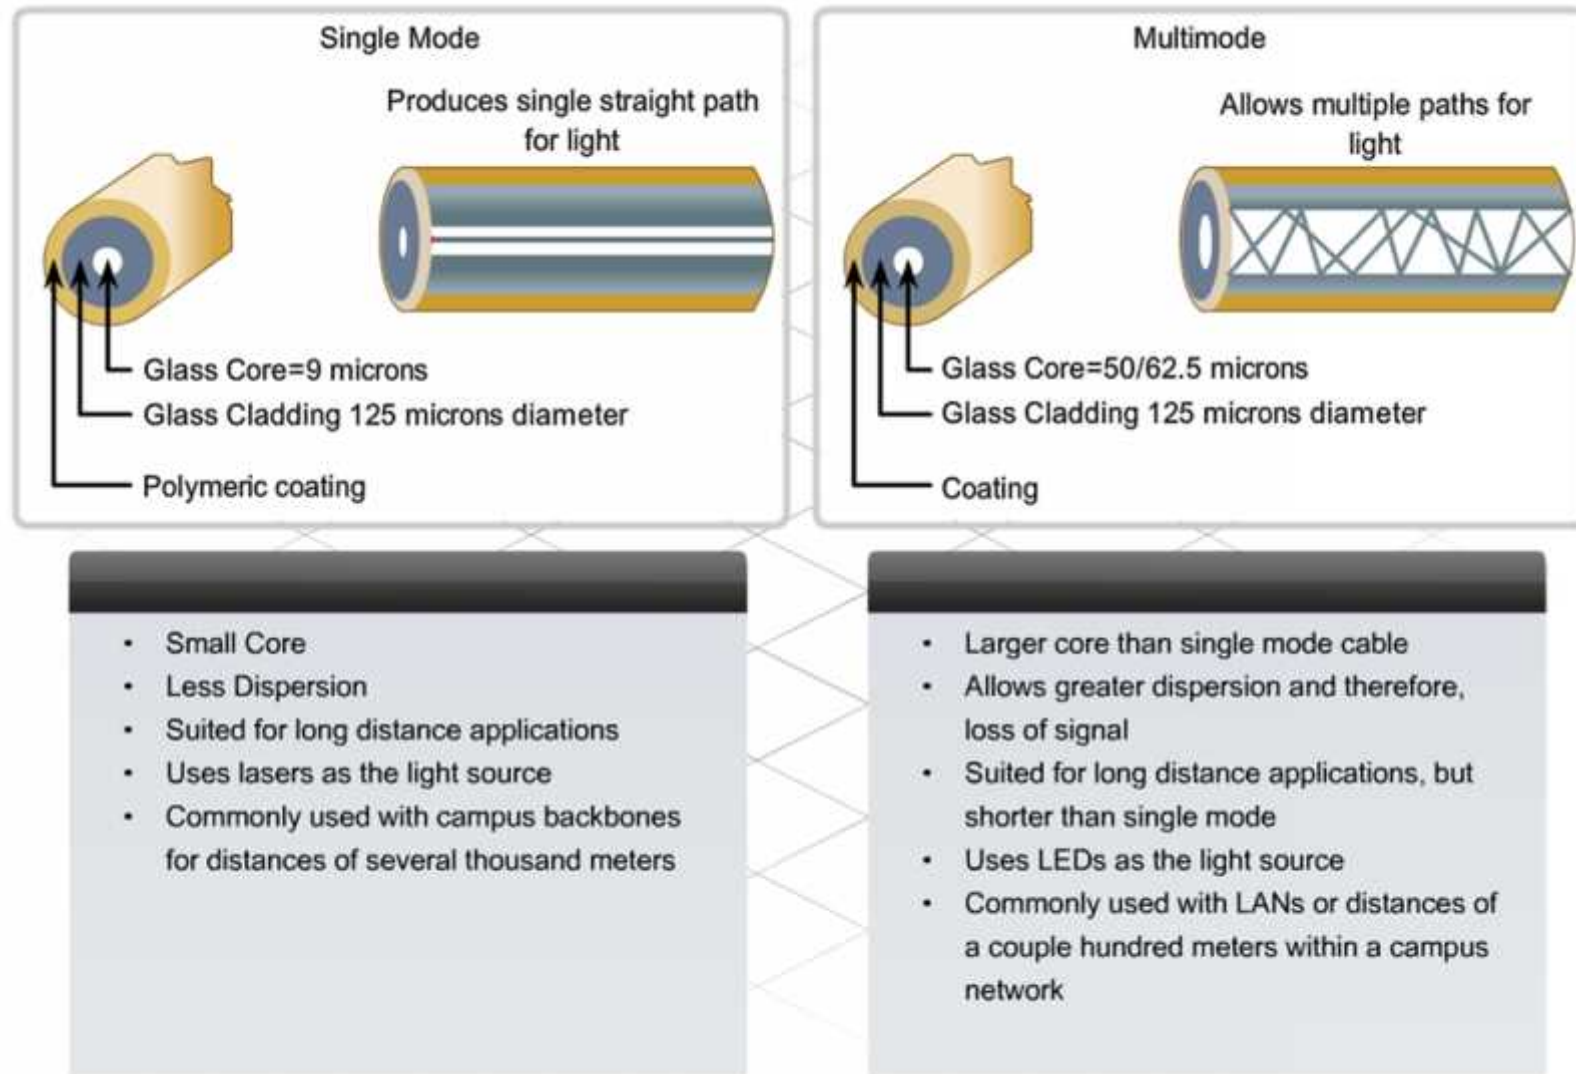 Single Mode
Produces single straight path
for light
Glass Core=9 microns
Glass Cladding 125 microns diameter
Polymeric coating
Multimode
Allows multiple paths for
light
Glass Core=50/62.5 microns
Glass Cladding 125 microns diameter
Coating
• Small Core
• Less Dispersion
• Suited for long distance applications
• Uses lasers as the light source
• Commonly used with campus backbones
for distances of several thousand meters
• Larger core than single mode cable
• Allows greater dispersion and therefore,
loss of signal
• Suited for long distance applications, but
shorter than single mode
• Uses LEDs as the light source
• Commonly used with LANs or distances of
a couple hundred meters within a campus
network